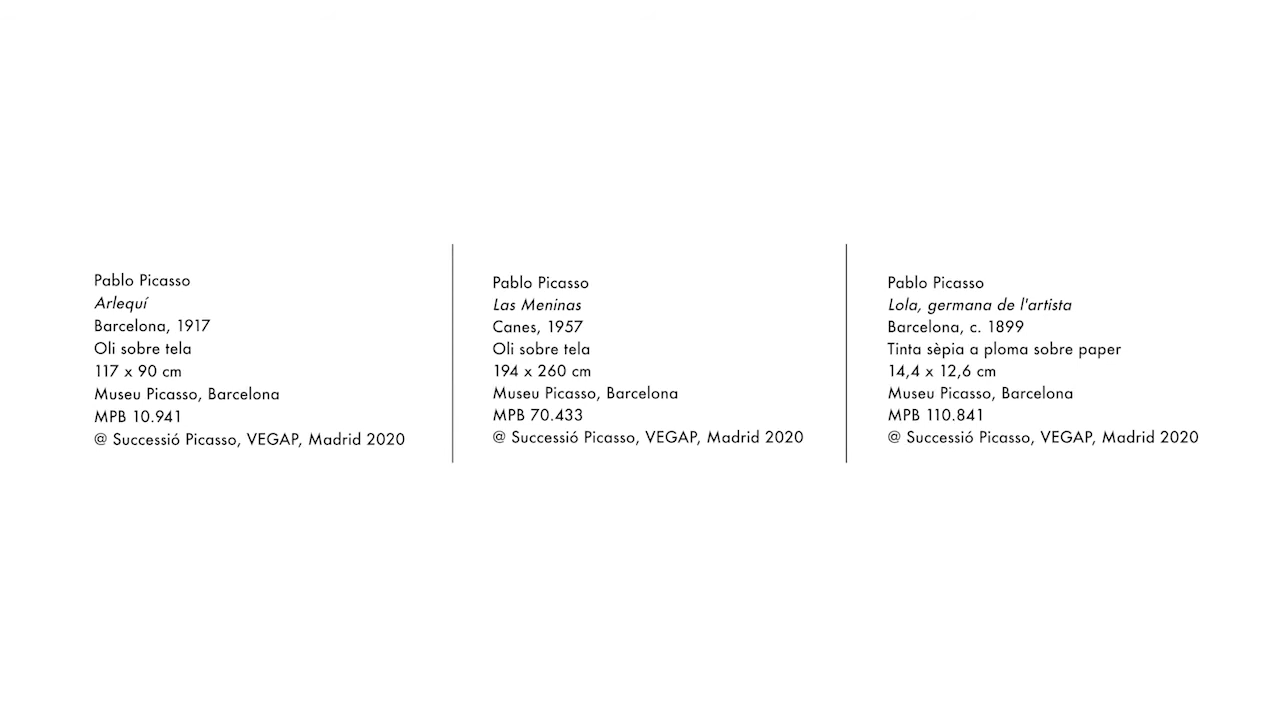 Pablo Picasso
Arlequí
Barcelona, 1917
Oli sobre tela
117 x 90 cm
Museu Picasso, Barcelona
MPB 10.941
@ Successió Picasso, VEGAP, Madrid 2020
Pablo Picasso
Las Meninas
Canes, 1957
Oli sobre tela
194 x 260 cm
Museu Picasso, Barcelona
MPB 70.433
@ Successió Picasso, VEGAP, Madrid 2020
Pablo Picasso
Lola, germana de l'artista
Barcelona, c. 1899
Tinta sèpia a ploma sobre paper
14,4 x 12,6 cm
Museu Picasso, Barcelona
MPB 110.841
@ Successió Picasso, VEGAP, Madrid 2020